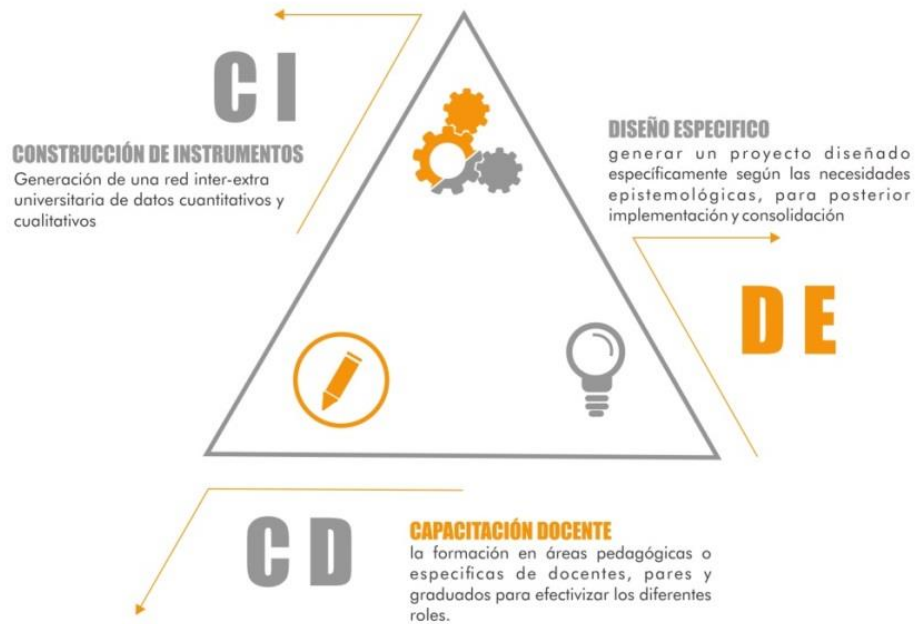 C I
CONSTRUCCIÓN DE INSTRUMENTOS
Generación de una red inter-extra
universitaria de datos cuantitativos y
cualitativos
DISEÑO ESPECIFICO
generar un proyecto diseñado
específicamente según las necesidades
epistemológicas, para posterior
implementación y consolidación
D E
C D
CAPACITACIÓN DOCENTE
la formación en áreas pedagógicas o
especificas de docentes, pares y
graduados para efectivizar los diferentes
roles.